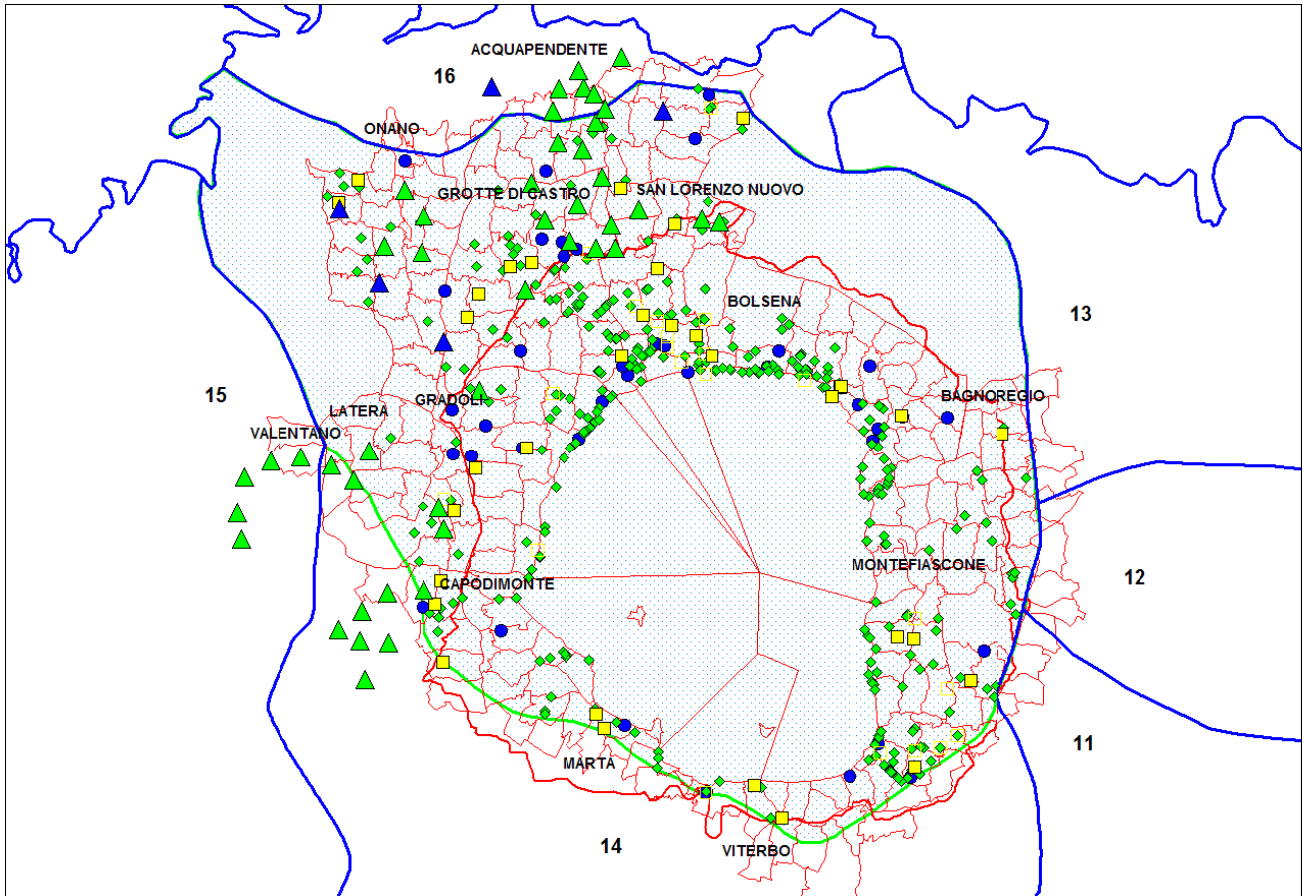 ACQUAPENDENTE
16
ONANO
GROTTE DI CASTRO
SAN LORENZO NUOVO
BOLSENA
13
15
GRADOLI
BAGNOREGIO
LATERA
VALENTANO
MONTEFIASCONE
12
CAPODIMONTE
11
MARTA
14
VITERBO